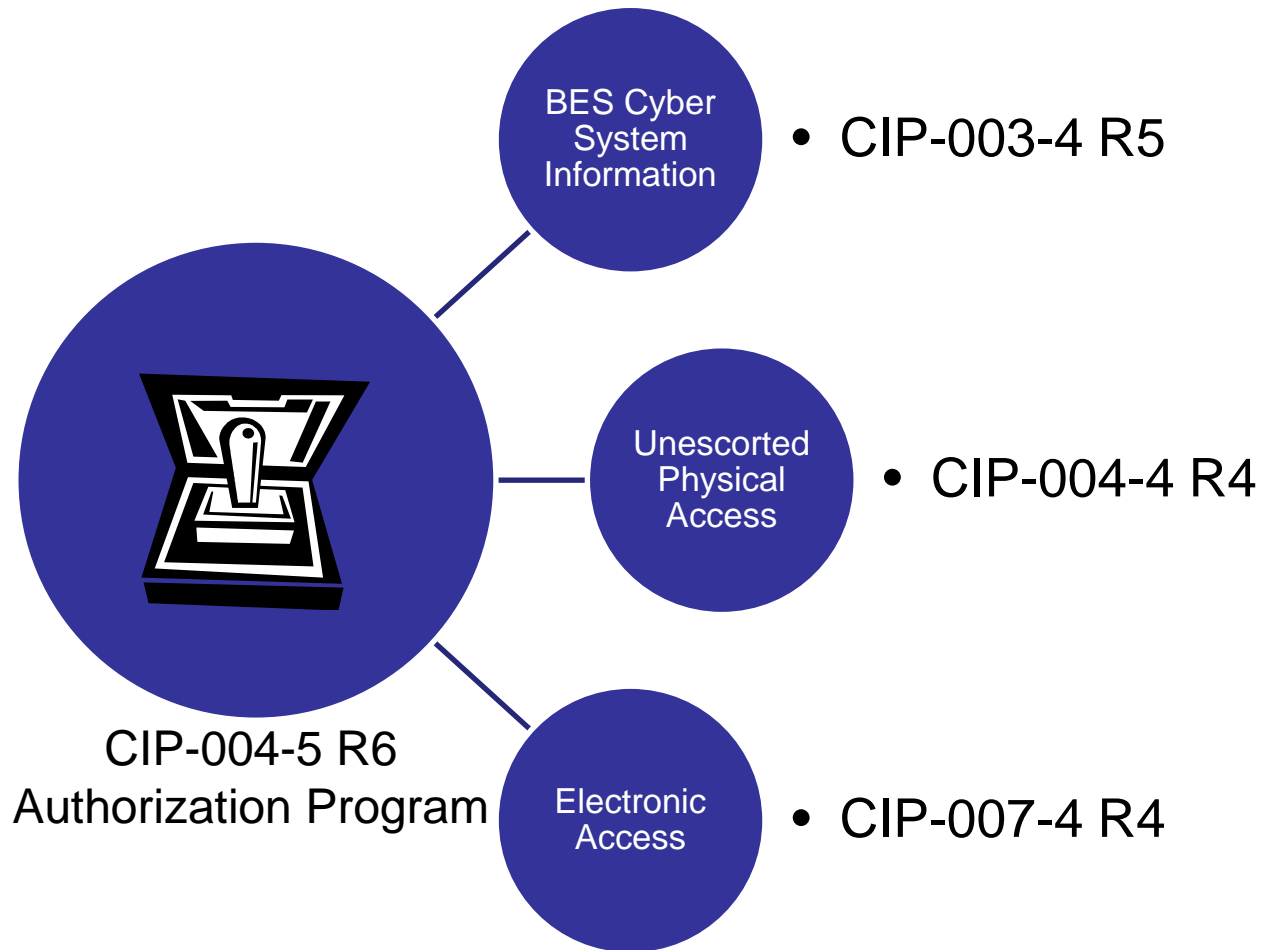 BES Cyber
System
Information
• CIP-003-4 R5
Unescorted
Physical
Access
• CIP-004-4 R4
CIP-004-5 R6
Authorization Program
Electronic
Access
• CIP-007-4 R4